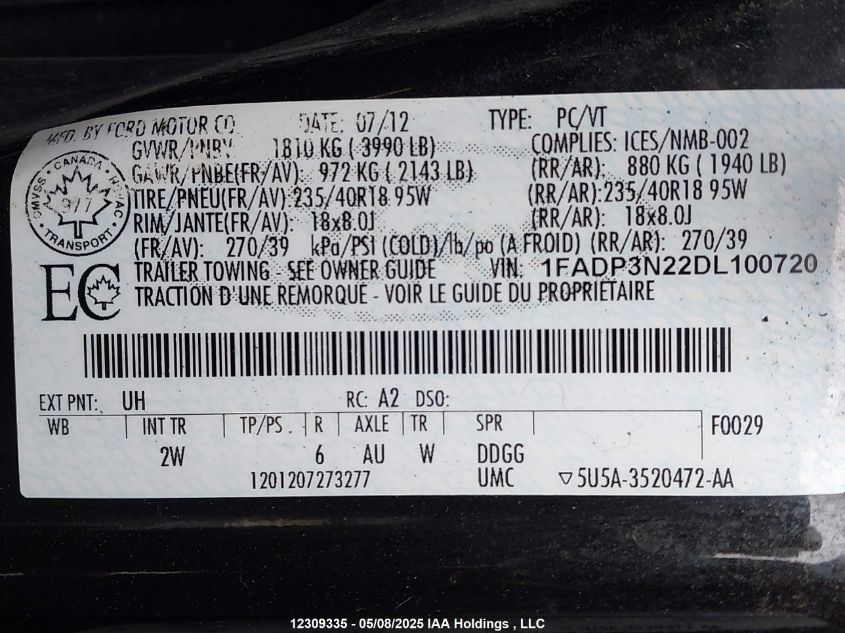 MFD. BY FORD MOTOR CO DATE: 07/12 TYPE: PC/VT
GVWR/PNBV 1810 KG ( 3990 LB) COMPLIES: ICES/NMB-002
GAWR/PNBE(FR/AV): 972 KG ( 2143 LB) (RR/AR): 880 KG ( 1940 LB)
TIRE/PNEU(FR/AV): 235/40R18 95W (RR/AR): 235/40R18 95W
RIM/JANTE(FR/AV): 18x8.0J (RR/AR): 18x8.0J
(FR/AV): 270/39 kPa/PSI (COLD)/lb/po (A FROID) (RR/AR): 270/39
TRAILER TOWING - SEE OWNER GUIDE VIN: 1FADP3N22DL100720
TRACTION D'UNE REMORQUE - VOIR LE GUIDE DU PROPRIÉTAIRE
CANADA
977
TRANSPORT
CMVSS
NSVAC
EC
EXT PNT: UH RC: A2 DSO:
WB INT TR TP/PS R AXLE TR SPR F0029
2W 6 AU W DDGG
1201207273277 UMC ▽5U5A-3520472-AA
12309335 - 05/08/2025 IAA Holdings , LLC